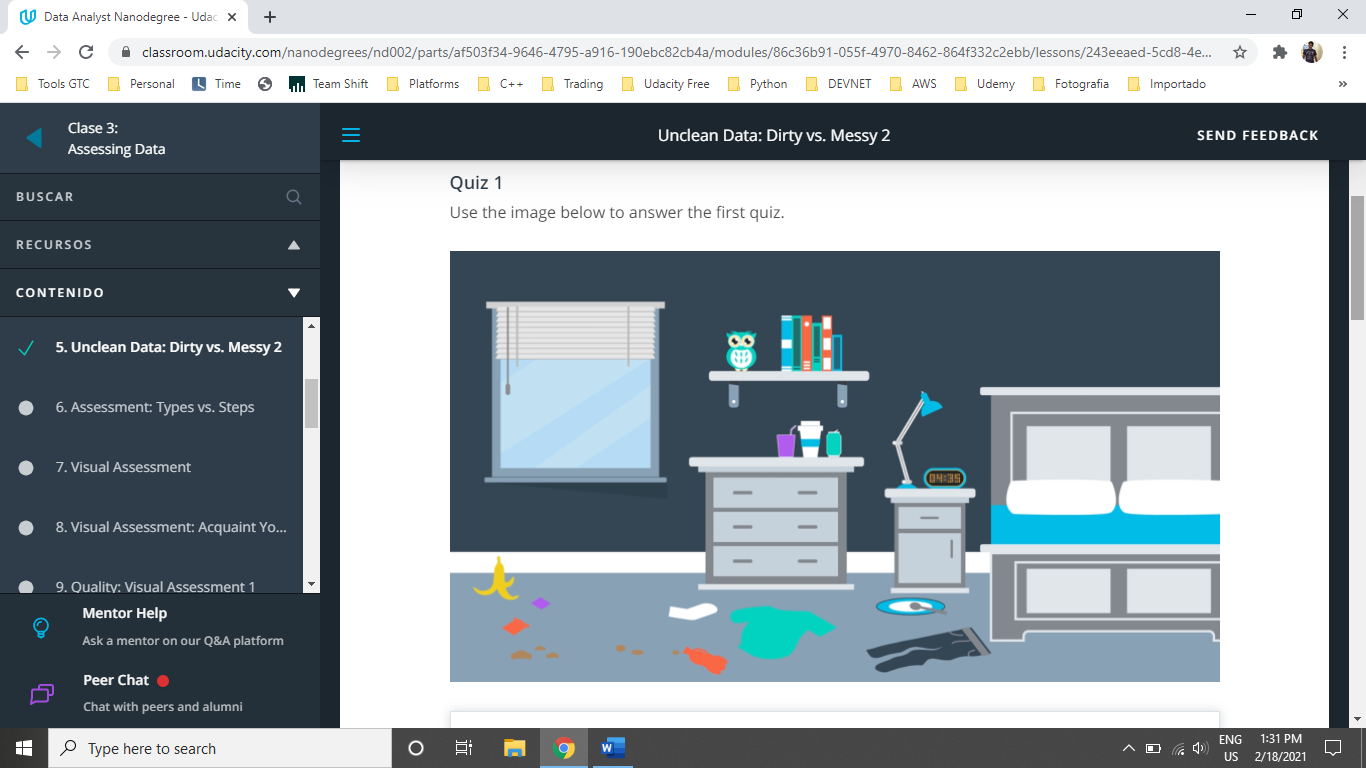 Data Analyst Nanodegree - Udac
classroom.udacity.com/nanodegrees/nd002/parts/af503f34-9646-4795-a916-190ebc82cb4a/modules/86c36b91-055f-4970-8462-864f332c2ebb/lessons/243eeaed-5cd8-4e...
Tools GTC Personal Time Team Shift Platforms C++ Trading Udacity Free Python DEVNET AWS Udemy Fotografia Importado »
Clase 3:
Assessing Data
Unclean Data: Dirty vs. Messy 2
SEND FEEDBACK
BUSCAR
RECURSOS
CONTENIDO
5. Unclean Data: Dirty vs. Messy 2
6. Assessment: Types vs. Steps
7. Visual Assessment
8. Visual Assessment: Acquaint Yo...
9. Quality: Visual Assessment 1
Mentor Help
Ask a mentor on our Q&A platform
Peer Chat
Chat with peers and alumni
Quiz 1
Use the image below to answer the first quiz.
04:35
Type here to search
W
ENG
US
1:31 PM
2/18/2021